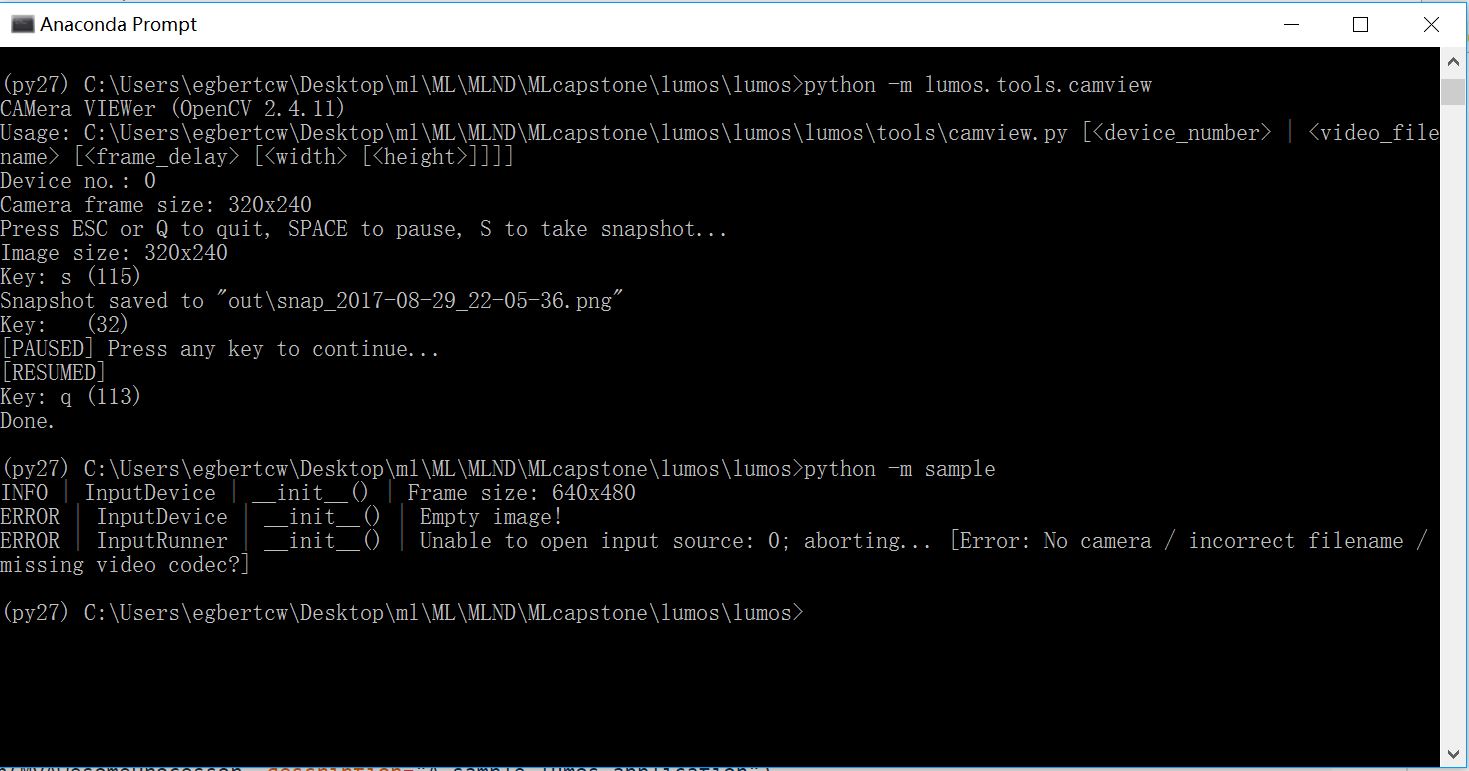 Anaconda Prompt
(py27) C:\Users\egbertcw\Desktop\ml\ML\MLND\MLcapstone\lumos\lumos>python -m lumos.tools.camview
CAMera VIEWer (OpenCV 2.4.11)
Usage: C:\Users\egbertcw\Desktop\ml\ML\MLND\MLcapstone\lumos\lumos\lumos\tools\camview.py [<device_number> | <video_file
name> [<frame_delay> [<width> [<height>]]]]
Device no.: 0
Camera frame size: 320x240
Press ESC or Q to quit, SPACE to pause, S to take snapshot...
Image size: 320x240
Key: s (115)
Snapshot saved to "out\snap_2017-08-29_22-05-36.png"
Key:   (32)
[PAUSED] Press any key to continue...
[RESUMED]
Key: q (113)
Done.
(py27) C:\Users\egbertcw\Desktop\ml\ML\MLND\MLcapstone\lumos\lumos>python -m sample
INFO | InputDevice | __init__() | Frame size: 640x480
ERROR | InputDevice | __init__() | Empty image!
ERROR | InputRunner | __init__() | Unable to open input source: 0; aborting... [Error: No camera / incorrect filename /
missing video codec?]
(py27) C:\Users\egbertcw\Desktop\ml\ML\MLND\MLcapstone\lumos\lumos>